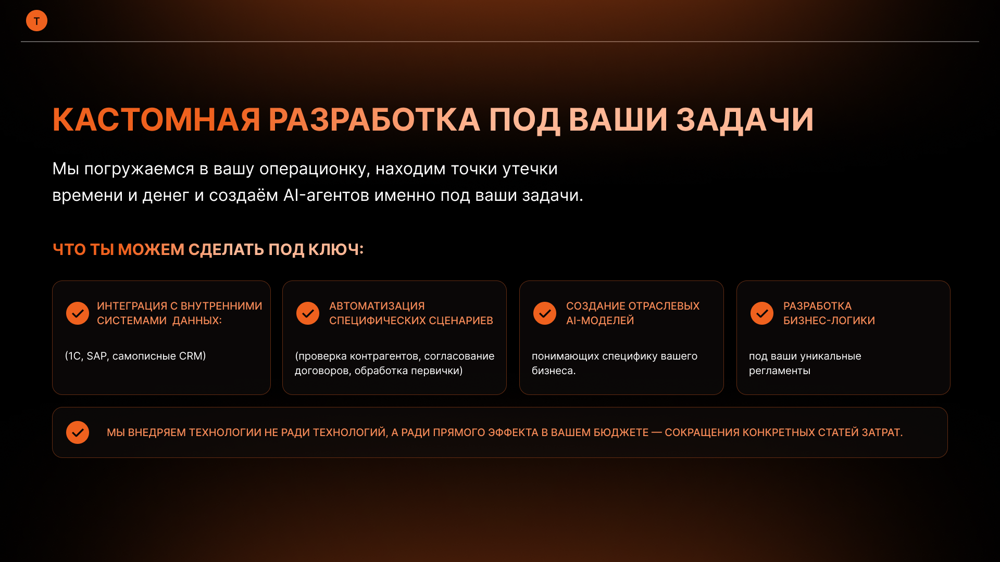 T
КАСТОМНАЯ РАЗРАБОТКА ПОД ВАШИ ЗАДАЧИ
Мы погружаемся в вашу операционку, находим точки утечки
времени и денег и создаём AI-агентов именно под ваши задачи.
ЧТО ТЫ МОЖЕМ СДЕЛАТЬ ПОД КЛЮЧ:
ИНТЕГРАЦИЯ С ВНУТРЕННИМИ
СИСТЕМАМИ ДАННЫХ:
(1С, SAP, самописные CRM)
АВТОМАТИЗАЦИЯ
СПЕЦИФИЧЕСКИХ СЦЕНАРИЕВ
(проверка контрагентов, согласование
договоров, обработка первички)
СОЗДАНИЕ ОТРАСЛЕВЫХ
AI-МОДЕЛЕЙ
понимающих специфику вашего
бизнеса.
РАЗРАБОТКА
БИЗНЕС-ЛОГИКИ
под ваши уникальные
регламенты
МЫ ВНЕДРЯЕМ ТЕХНОЛОГИИ НЕ РАДИ ТЕХНОЛОГИЙ, А РАДИ ПРЯМОГО ЭФФЕКТА В ВАШЕМ БЮДЖЕТЕ — СОКРАЩЕНИЯ КОНКРЕТНЫХ СТАТЕЙ ЗАТРАТ.